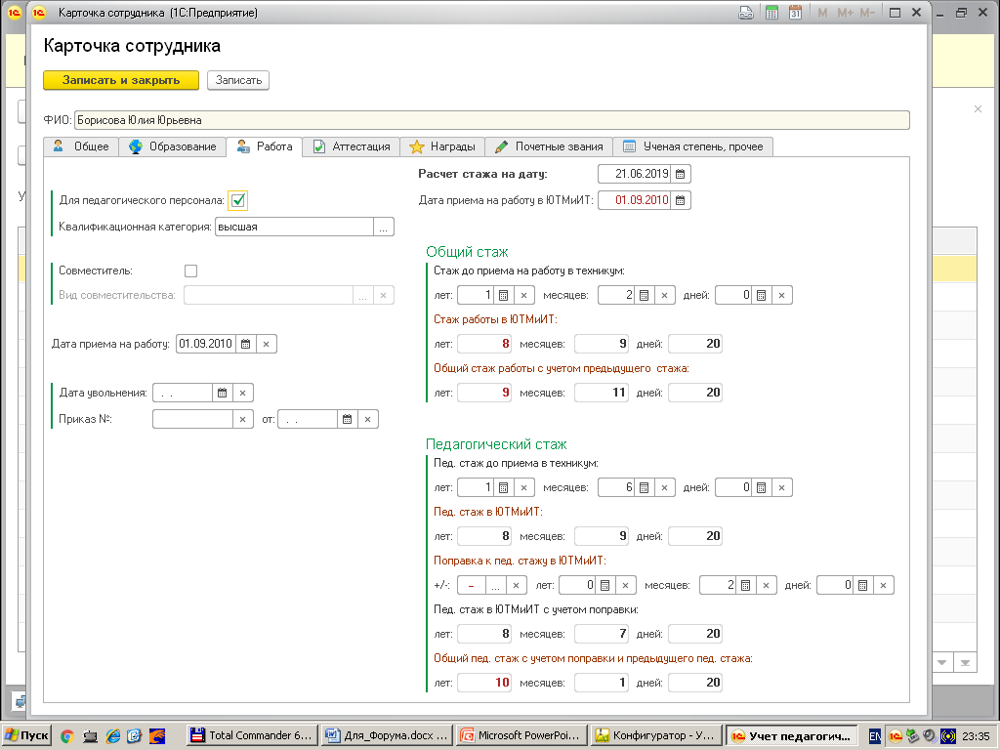 Карточка сотрудника (1С:Предприятие)
31 M M+ M-
Карточка сотрудника
Записать и закрыть Записать
ФИО: Борисова Юлия Юрьевна
Общее Образование Работа Аттестация Награды Почетные звания Ученая степень, прочее
Расчет стажа на дату: 21.06.2019
Для педагогического персонала: Дата приема на работу в ЮТМиИТ: 01.09.2010
Квалификационная категория: высшая ...
Общий стаж
Совместитель: Стаж до приема на работу в техникум:
Вид совместительства: ... × лет: 1 × месяцев: 2 × дней: 0 ×
Стаж работы в ЮТМиИТ:
Дата приема на работу: 01.09.2010 × лет: 8 месяцев: 9 дней: 20
Общий стаж работы с учетом предыдущего стажа:
Дата увольнения: . . × лет: 9 месяцев: 11 дней: 20
Приказ №: × от: . . ×
Педагогический стаж
Пед. стаж до приема в техникум:
лет: 1 × месяцев: 6 × дней: 0 ×
Пед. стаж в ЮТМиИТ:
лет: 8 месяцев: 9 дней: 20
Поправка к пед. стажу в ЮТМиИТ:
+/-: - ... × лет: 0 × месяцев: 2 × дней: 0 ×
Пед. стаж в ЮТМиИТ с учетом поправки:
лет: 8 месяцев: 7 дней: 20
Общий пед. стаж с учетом поправки и предыдущего пед. стажа:
лет: 10 месяцев: 1 дней: 20
Пуск Total Commander 6... Для_Форума.docx ... Microsoft PowerPoi... Конфигуратор - У... Учет педагогич... EN 23:35